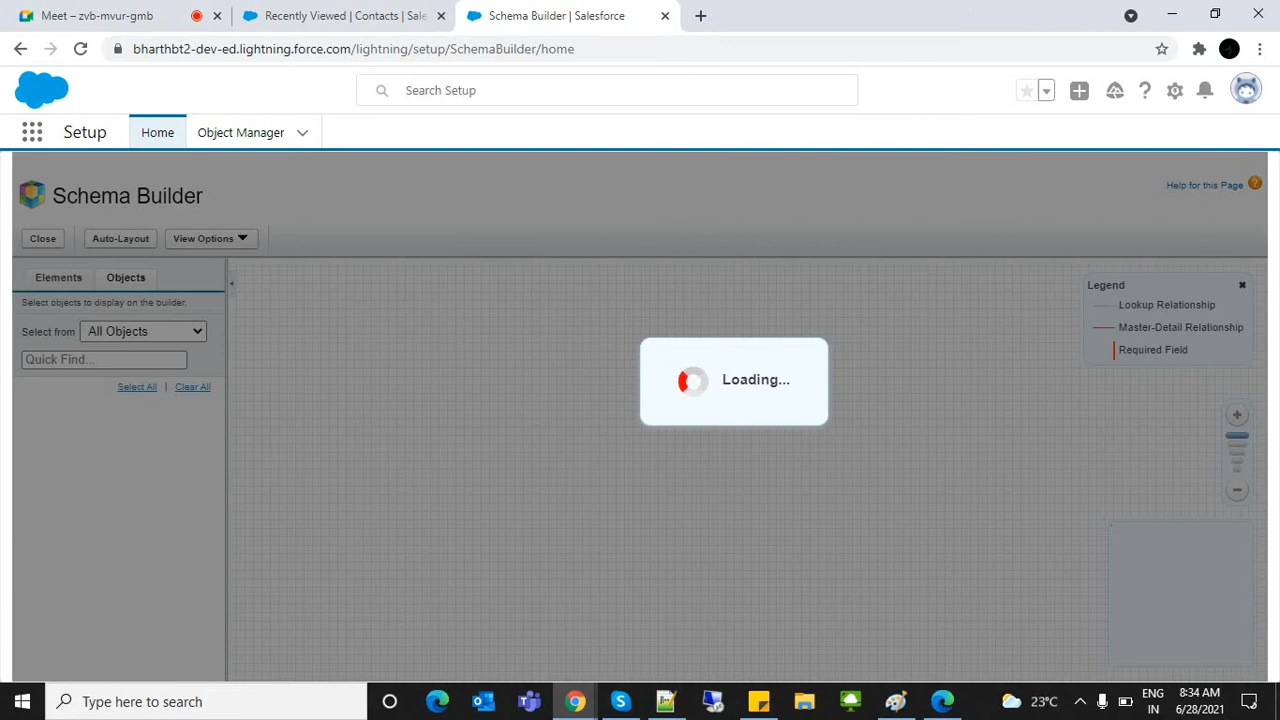 Meet – zvb-mvur-gmb
Recently Viewed | Contacts | Sale
Schema Builder | Salesforce
bharthbt2-dev-ed.lightning.force.com/lightning/setup/SchemaBuilder/home
Search Setup
Setup
Home
Object Manager
Schema Builder
Help for this Page
?
Close
Auto-Layout
View Options
Elements
Objects
Select objects to display on the builder.
Select from
All Objects
Quick Find...
Select All | Clear All
Loading...
Legend
Lookup Relationship
Master-Detail Relationship
Required Field
Type here to search
23°C
ENG
IN
8:34 AM
6/28/2021